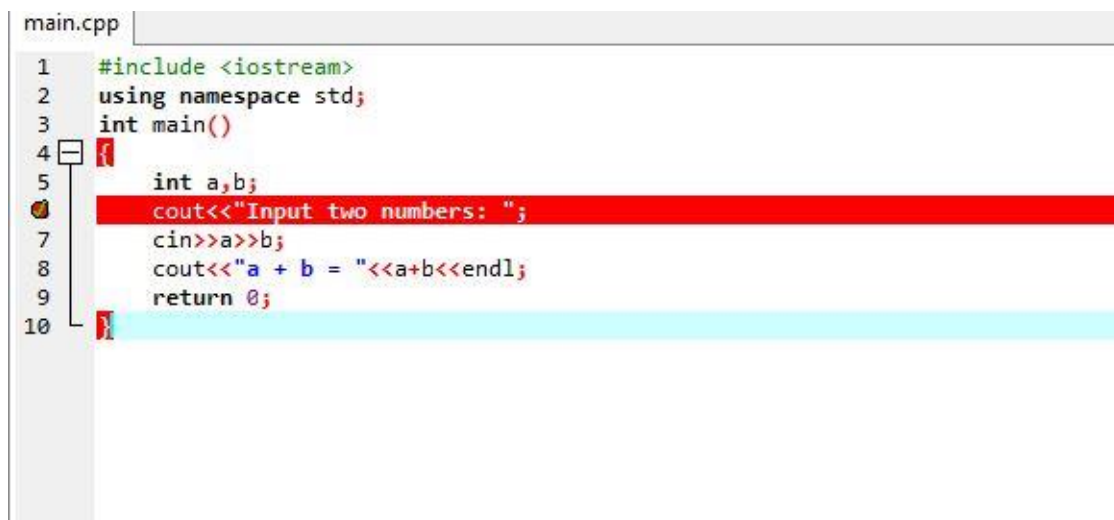 main.cpp
1 #include <iostream>
2 using namespace std;
3 int main()
4 {
5 int a,b;
cout<<"Input two numbers: ";
7 cin>>a>>b;
8 cout<<"a + b = "<<a+b<<endl;
9 return 0;
10 }